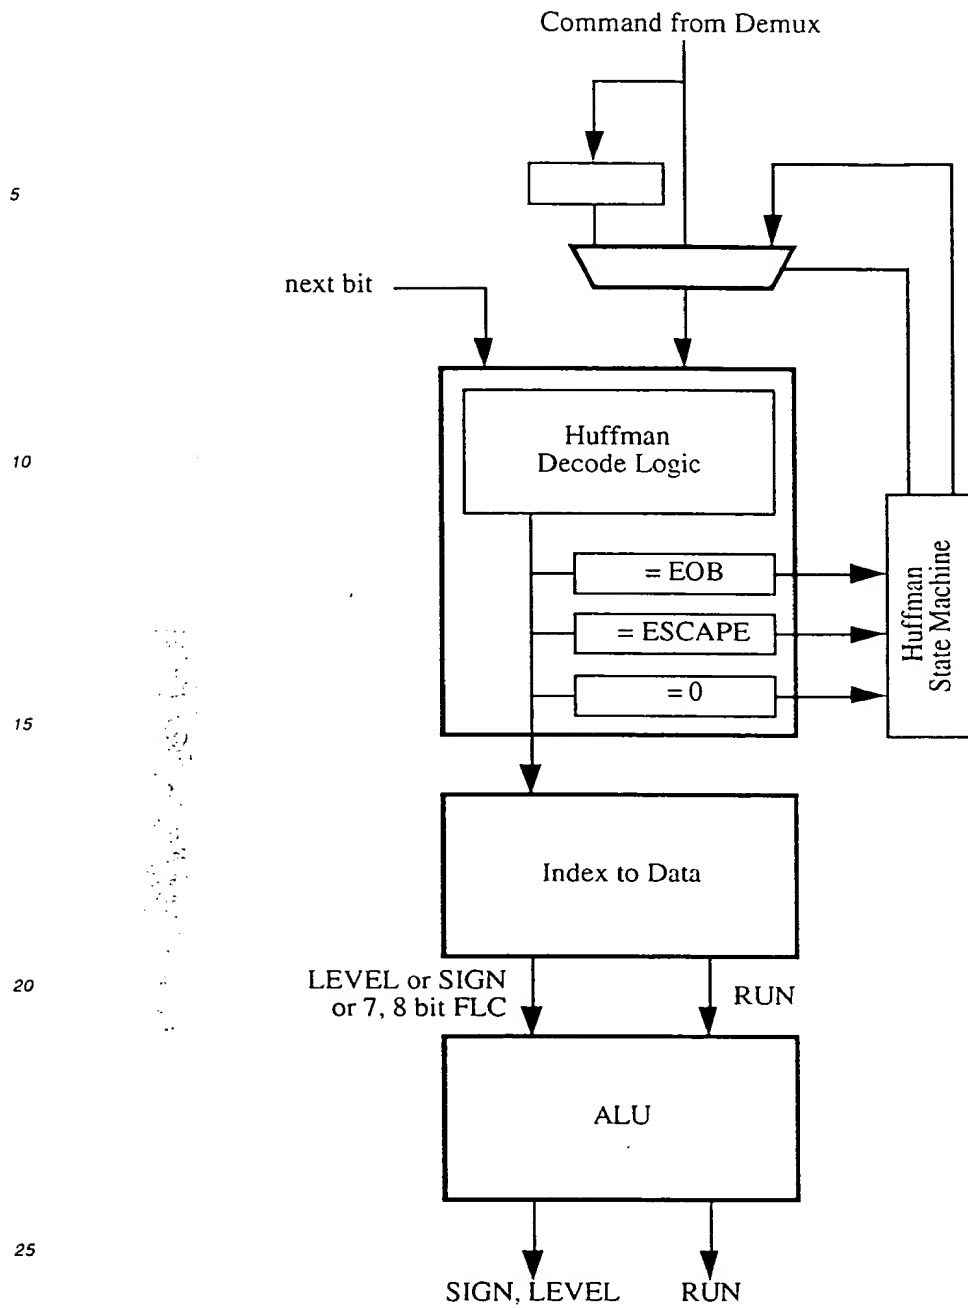 Command from Demux
5
next bit
Huffman
Decode Logic
10
= EOB
= ESCAPE
= 0
Huffman
State Machine
15
Index to Data
20
LEVEL or SIGN
or 7, 8 bit FLC
RUN
ALU
25
SIGN, LEVEL
RUN